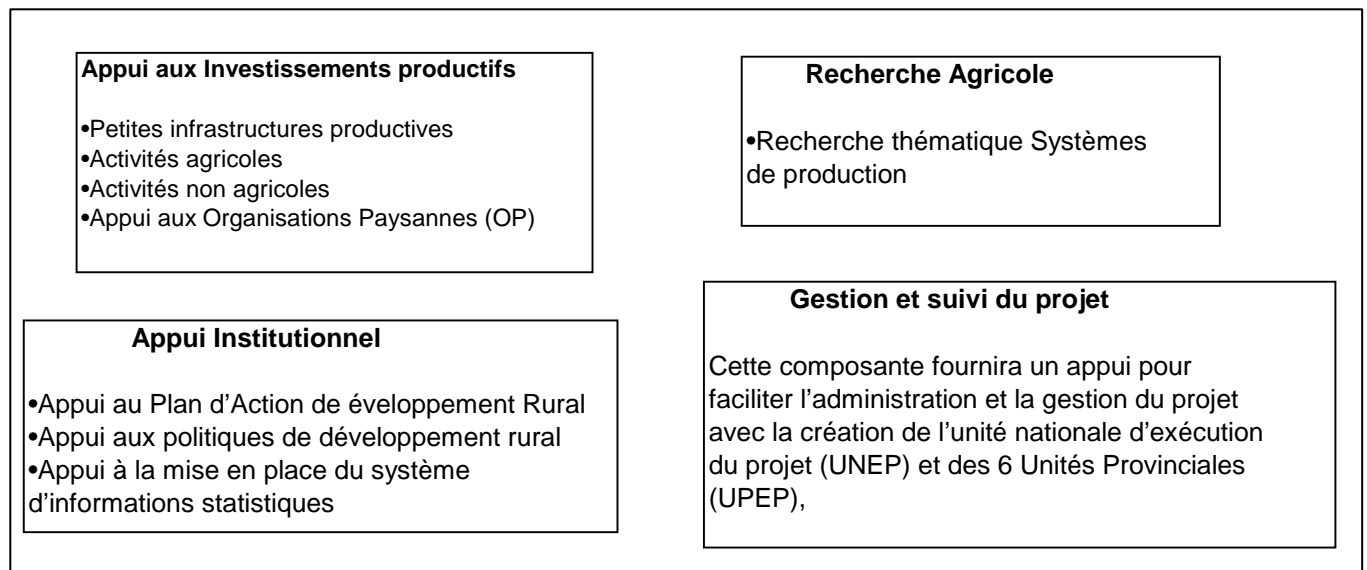 Appui aux Investissements productifs
•Petites infrastructures productives
•Activités agricoles
•Activités non agricoles
•Appui aux Organisations Paysannes (OP)
Recherche Agricole
•Recherche thématique Systèmes
de production
Appui Institutionnel
•Appui au Plan d’Action de éveloppement Rural
•Appui aux politiques de développement rural
•Appui à la mise en place du système
d’informations statistiques
Gestion et suivi du projet
Cette composante fournira un appui pour
faciliter l’administration et la gestion du projet
avec la création de l’unité nationale d’exécution
du projet (UNEP) et des 6 Unités Provinciales
(UPEP),